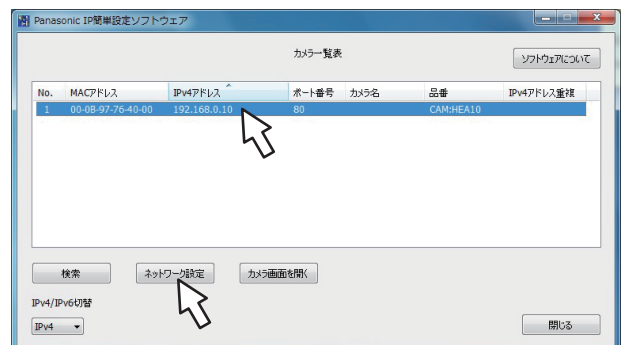 Panasonic IP簡単設定ソフトウェア
カメラ一覧表
ソフトウェアについて
No. MACアドレス IPv4アドレス ポート番号 カメラ名 品番 IPv4アドレス重複
1 00-0B-97-76-40-00 192.168.0.10 80 CAM:HEA10
検索 ネットワーク設定 カメラ画面を開く
IPv4/IPv6切替
IPv4 閉じる